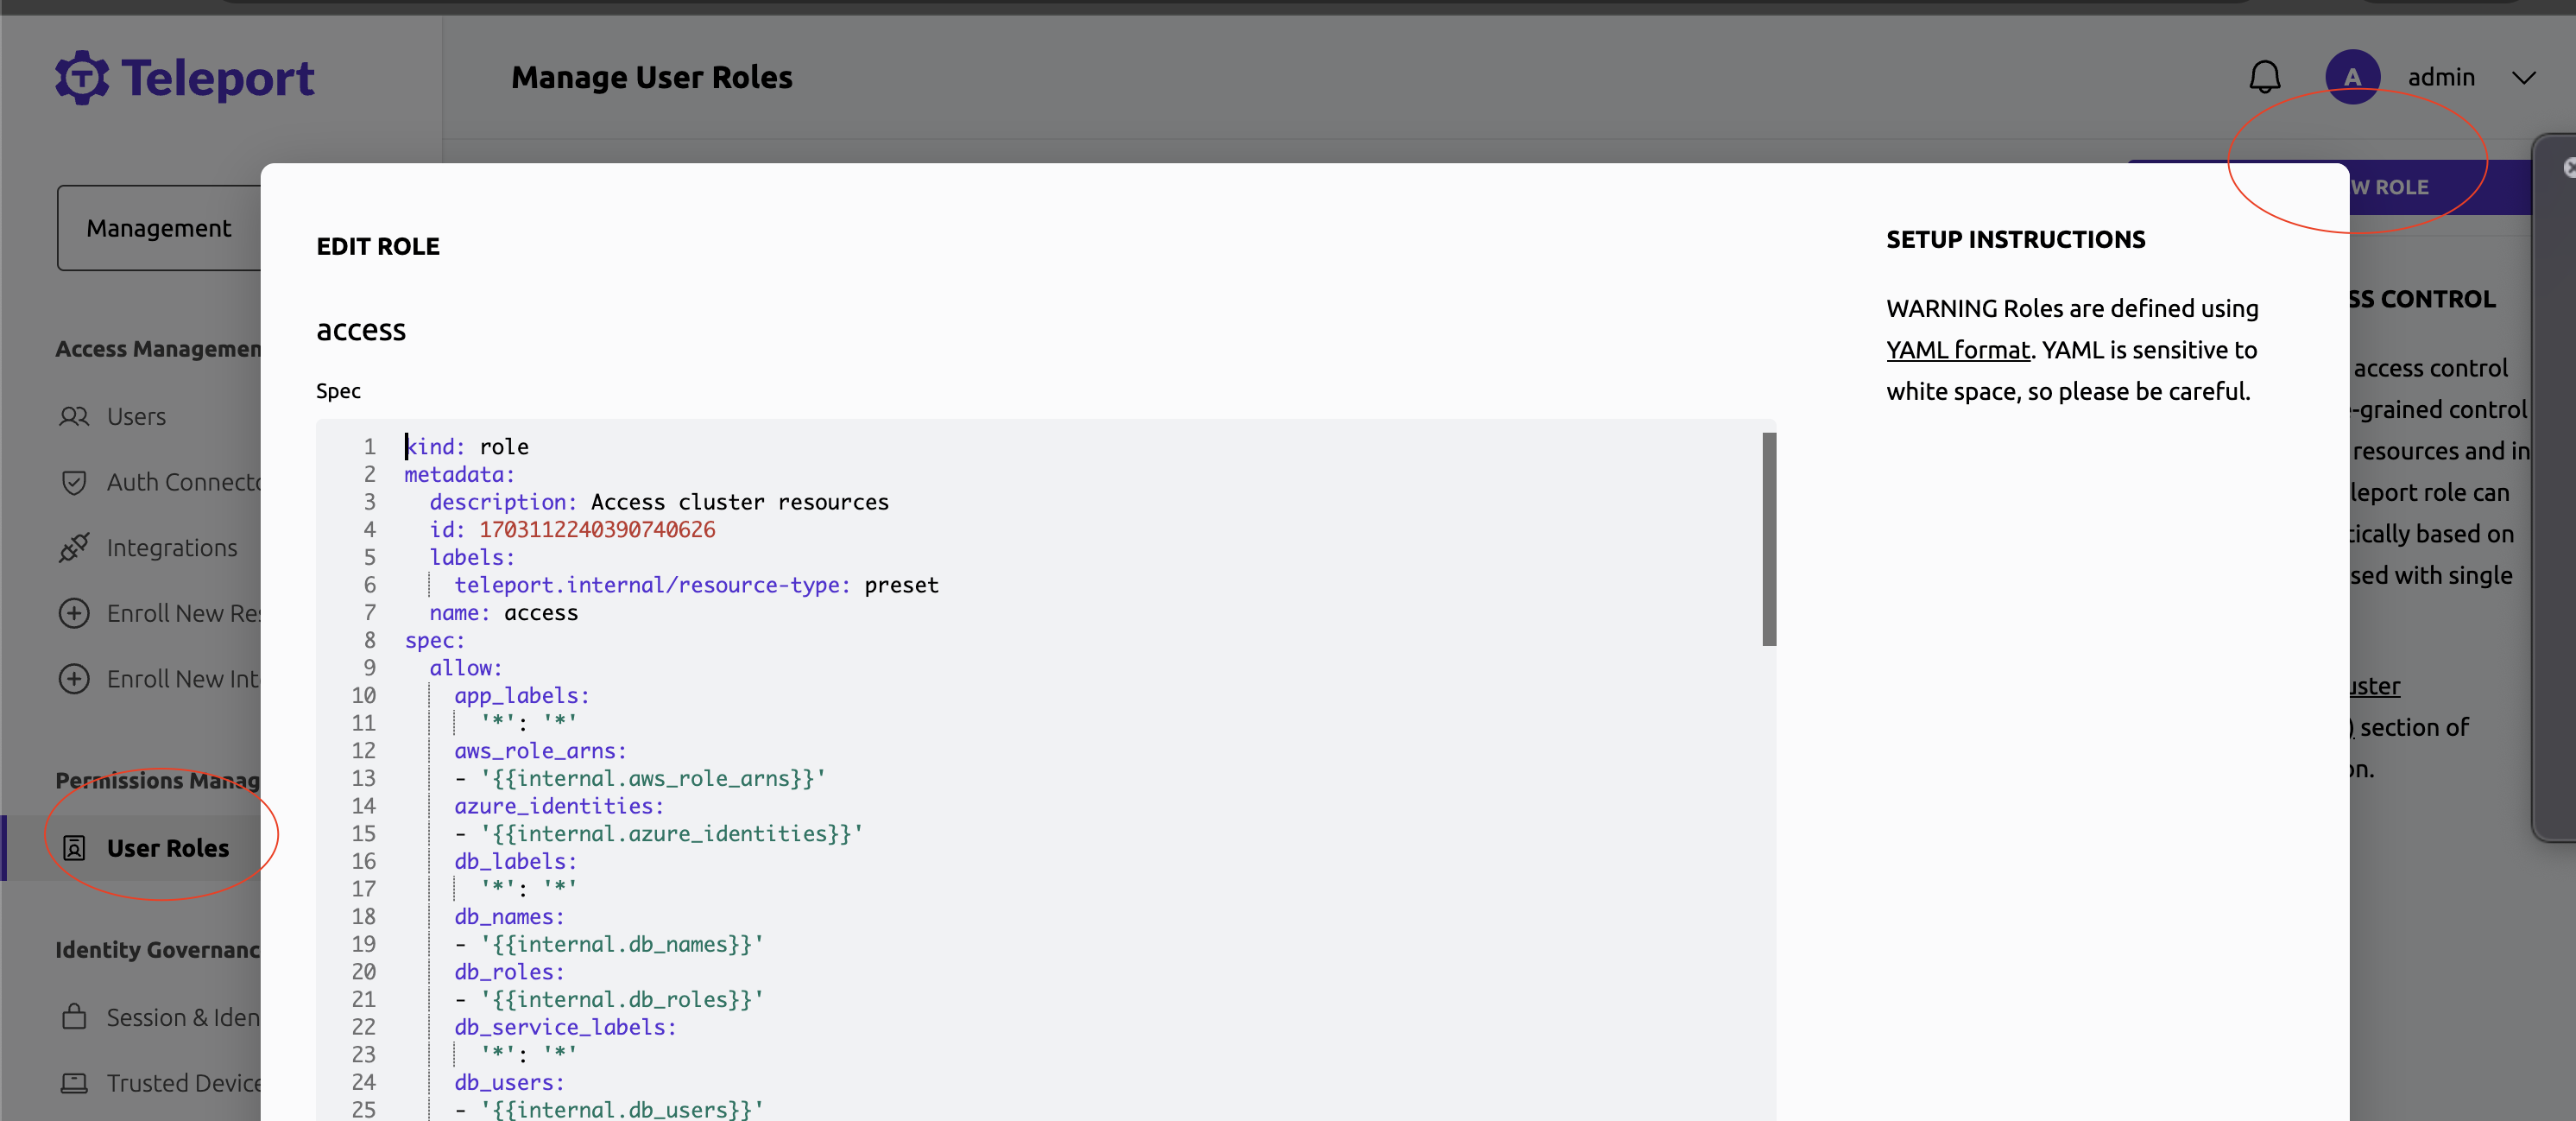 Teleport
Manage User Roles
A
admin
Management
Access Managemen
Users
Auth Connecto
Integrations
Enroll New Res
Enroll New Int
Permissions Manag
User Roles
Identity Governanc
Session & Iden
Trusted Device
EDIT ROLE
access
Spec
1 kind: role
2 metadata:
3 description: Access cluster resources
4 id: 1703112240390740626
5 labels:
6 teleport.internal/resource-type: preset
7 name: access
8 spec:
9 allow:
10 app_labels:
11 '*': '*'
12 aws_role_arns:
13 - '{{internal.aws_role_arns}}'
14 azure_identities:
15 - '{{internal.azure_identities}}'
16 db_labels:
17 '*': '*'
18 db_names:
19 - '{{internal.db_names}}'
20 db_roles:
21 - '{{internal.db_roles}}'
22 db_service_labels:
23 '*': '*'
24 db_users:
25 - '{{internal.db_users}}'
SETUP INSTRUCTIONS
WARNING Roles are defined using
YAML format. YAML is sensitive to
white space, so please be careful.
W ROLE
SS CONTROL
access control
-grained control
resources and in
leport role can
tically based on
sed with single
uster
) section of
on.